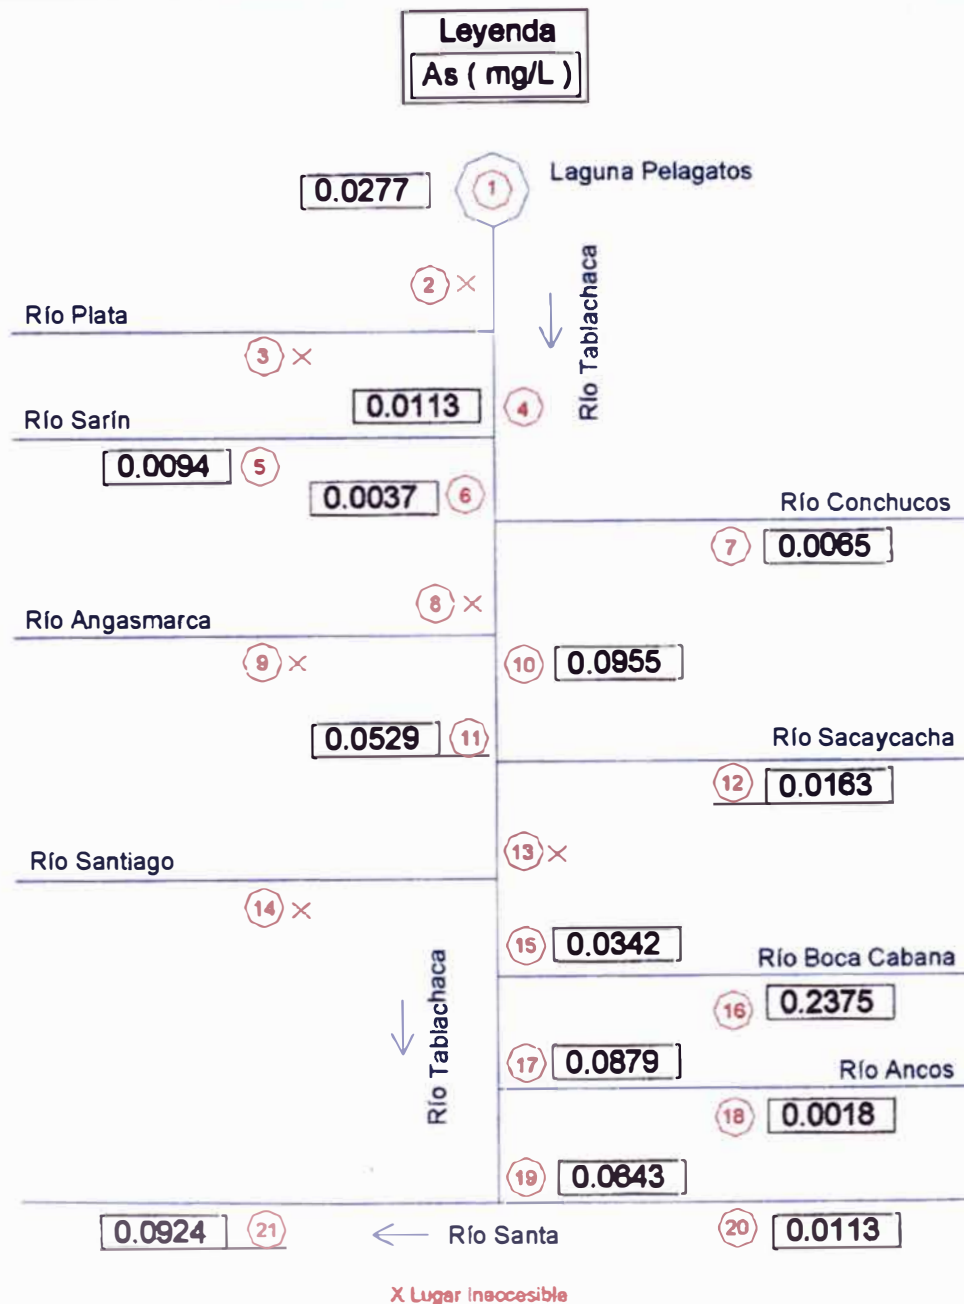 Leyenda
As ( mg/L )
0.0277
1
Laguna Pelagatos
2 X
Río Tablachaca
Río Plata
3 X
0.0113
4
Río Sarín
0.0094
5
0.0037
6
Río Conchucos
7
0.0065
8 X
Río Angasmarca
9 X
10
0.0955
0.0529
11
Río Sacaycacha
12
0.0163
13 X
Río Santiago
14 X
15
0.0342
Río Boca Cabana
16
0.2375
Río Tablachaca
17
0.0879
Río Ancos
18
0.0018
19
0.0643
0.0924
21
Río Santa
20
0.0113
X Lugar Inaccesible